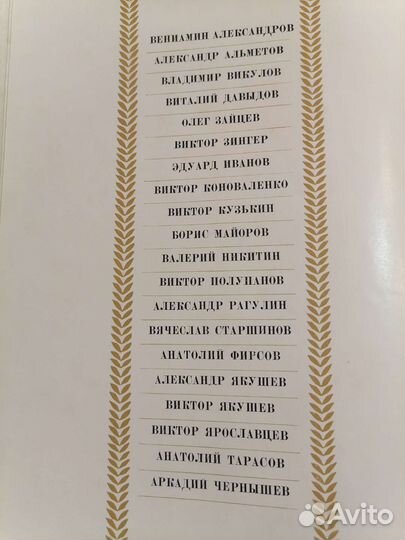 ВЕНИАМИН АЛЕКСАНДРОВ
АЛЕКСАНДР АЛЬМЕТОВ
ВЛАДИМИР ВИКУЛОВ
ВИТАЛИЙ ДАВЫДОВ
ОЛЕГ ЗАЙЦЕВ
ВИКТОР ЗИНГЕР
ЭДУАРД ИВАНОВ
ВИКТОР КОНОВАЛЕНКО
ВИКТОР КУЗЬКИН
БОРИС МАЙОРОВ
ВАЛЕРИЙ НИКИТИН
ВИКТОР ПОЛУПАНОВ
АЛЕКСАНДР РАГУЛИН
ВЯЧЕСЛАВ СТАРШИНОВ
АНАТОЛИЙ ФИРСОВ
АЛЕКСАНДР ЯКУШЕВ
ВИКТОР ЯКУШЕВ
ВИКТОР ЯРОСЛАВЦЕВ
АНАТОЛИЙ ТАРАСОВ
АРКАДИЙ ЧЕРНЫШЕВ
Avito